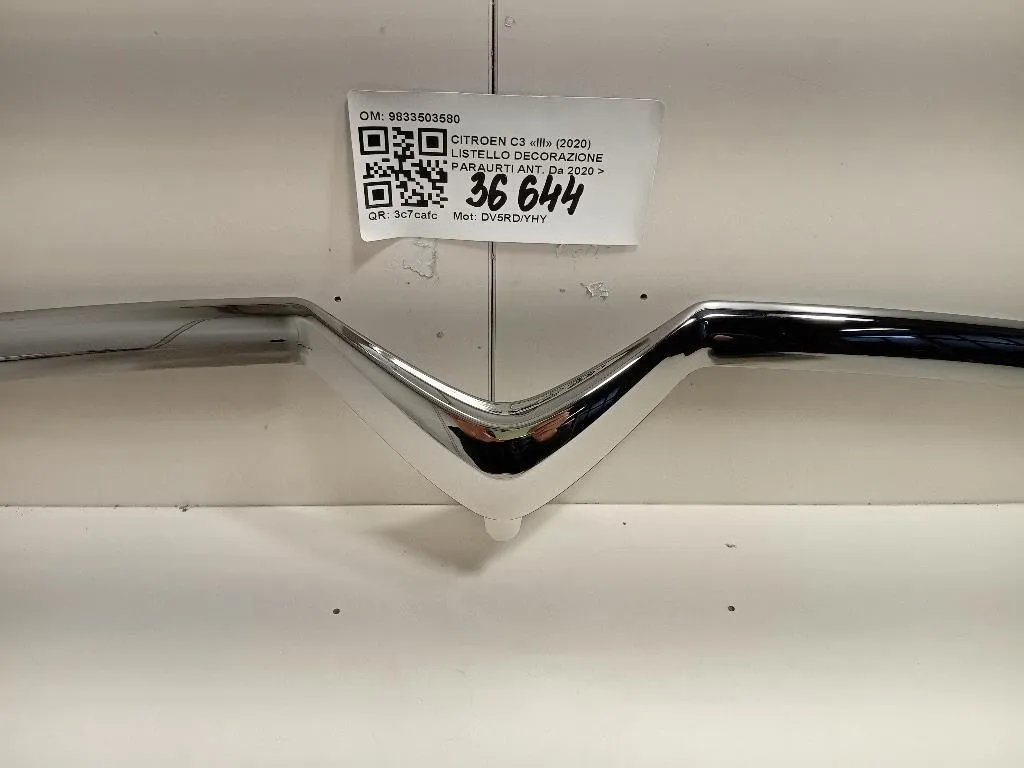 OM: 9833503580
CITROEN C3 «III» (2020)
LISTELLO DECORAZIONE
PARAURTI ANT. Da 2020 >
36 644
QR: 3c7cafc Mot: DV5RD/YHY